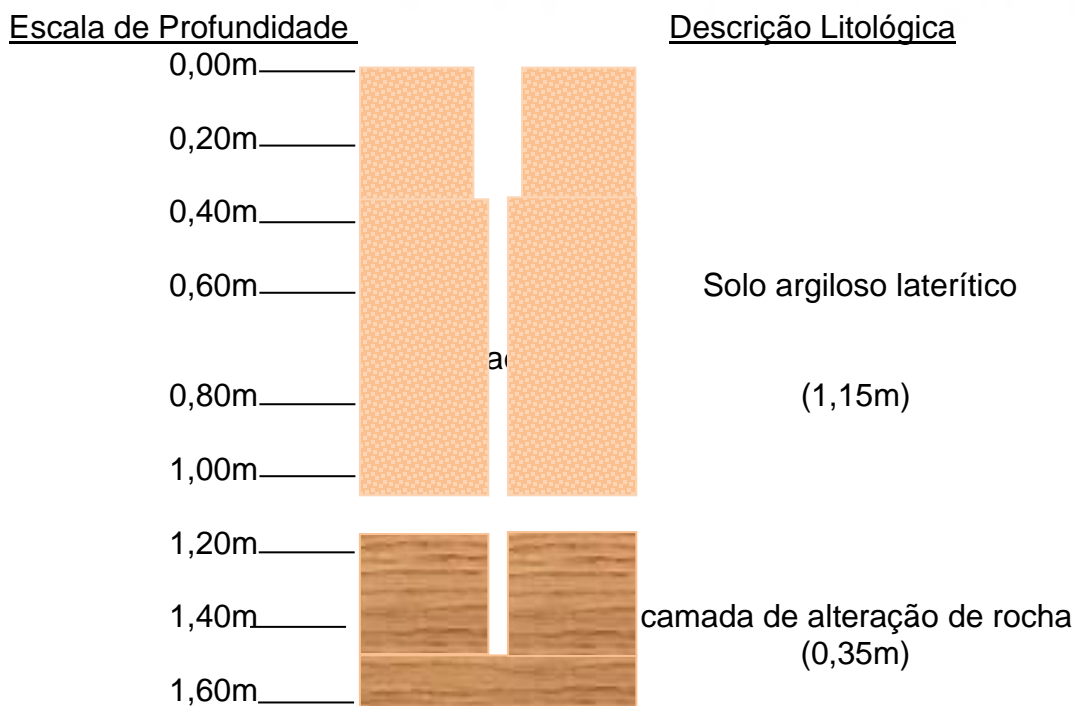 Escala de Profundidade
Descrição Litológica
0,00m
0,20m
0,40m
0,60m
Solo argiloso laterítico
0,80m
(1,15m)
1,00m
1,20m
1,40m
camada de alteração de rocha
(0,35m)
1,60m